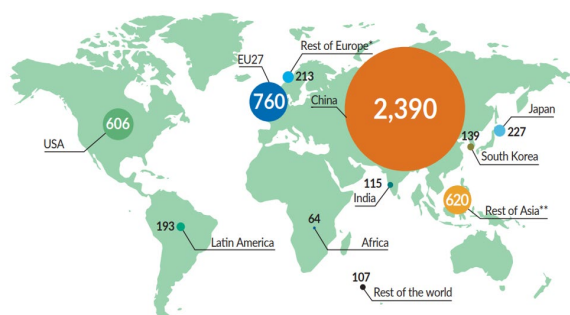 Rest of Europe*
213
EU27
760
China
2,390
606
USA
Japan
227
139
South Korea
115
India
620
Rest of Asia**
193
Latin America
64
Africa
107
Rest of the world